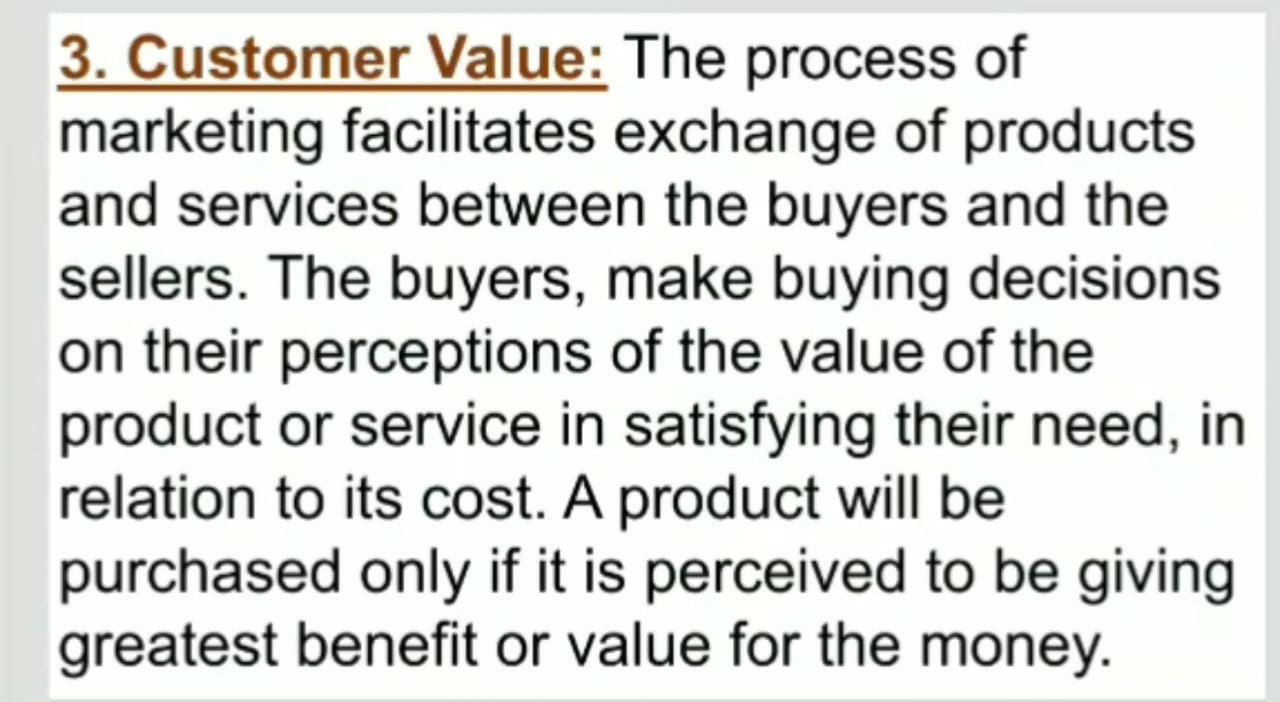 3. Customer Value: The process of
marketing facilitates exchange of products
and services between the buyers and the
sellers. The buyers, make buying decisions
on their perceptions of the value of the
product or service in satisfying their need, in
relation to its cost. A product will be
purchased only if it is perceived to be giving
greatest benefit or value for the money.